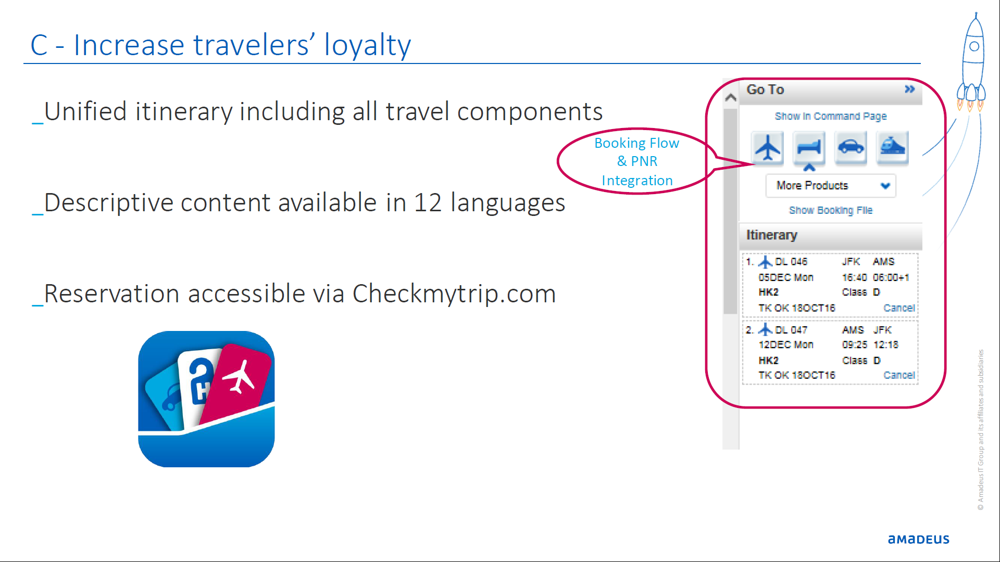 C - Increase travelers’ loyalty
_Unified itinerary including all travel components
Booking Flow
& PNR
Integration
_Descriptive content available in 12 languages
_Reservation accessible via Checkmytrip.com
H
Go To »
Show in Command Page
More Products
Show Booking File
Itinerary
1. DL 046 JFK AMS
05DEC Mon 16:40 06:00+1
HK2 Class D
TK OK 18OCT16 Cancel
2. DL 047 AMS JFK
12DEC Mon 09:25 12:18
HK2 Class D
TK OK 18OCT16 Cancel
© Amadeus IT Group and its affiliates and subsidiaries
aMaDEUS